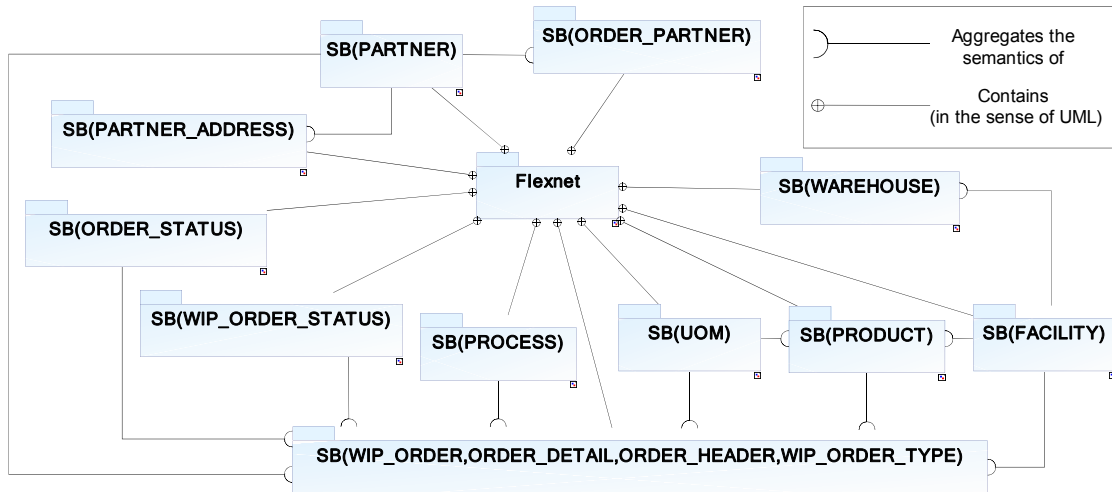 SB(PARTNER)
SB(ORDER_PARTNER)
Aggregates the
semantics of
Contains
(in the sense of UML)
SB(PARTNER_ADDRESS)
Flexnet
SB(WAREHOUSE)
SB(ORDER_STATUS)
SB(WIP_ORDER_STATUS)
SB(PROCESS)
SB(UOM)
SB(PRODUCT)
SB(FACILITY)
SB(WIP_ORDER,ORDER_DETAIL,ORDER_HEADER,WIP_ORDER_TYPE)